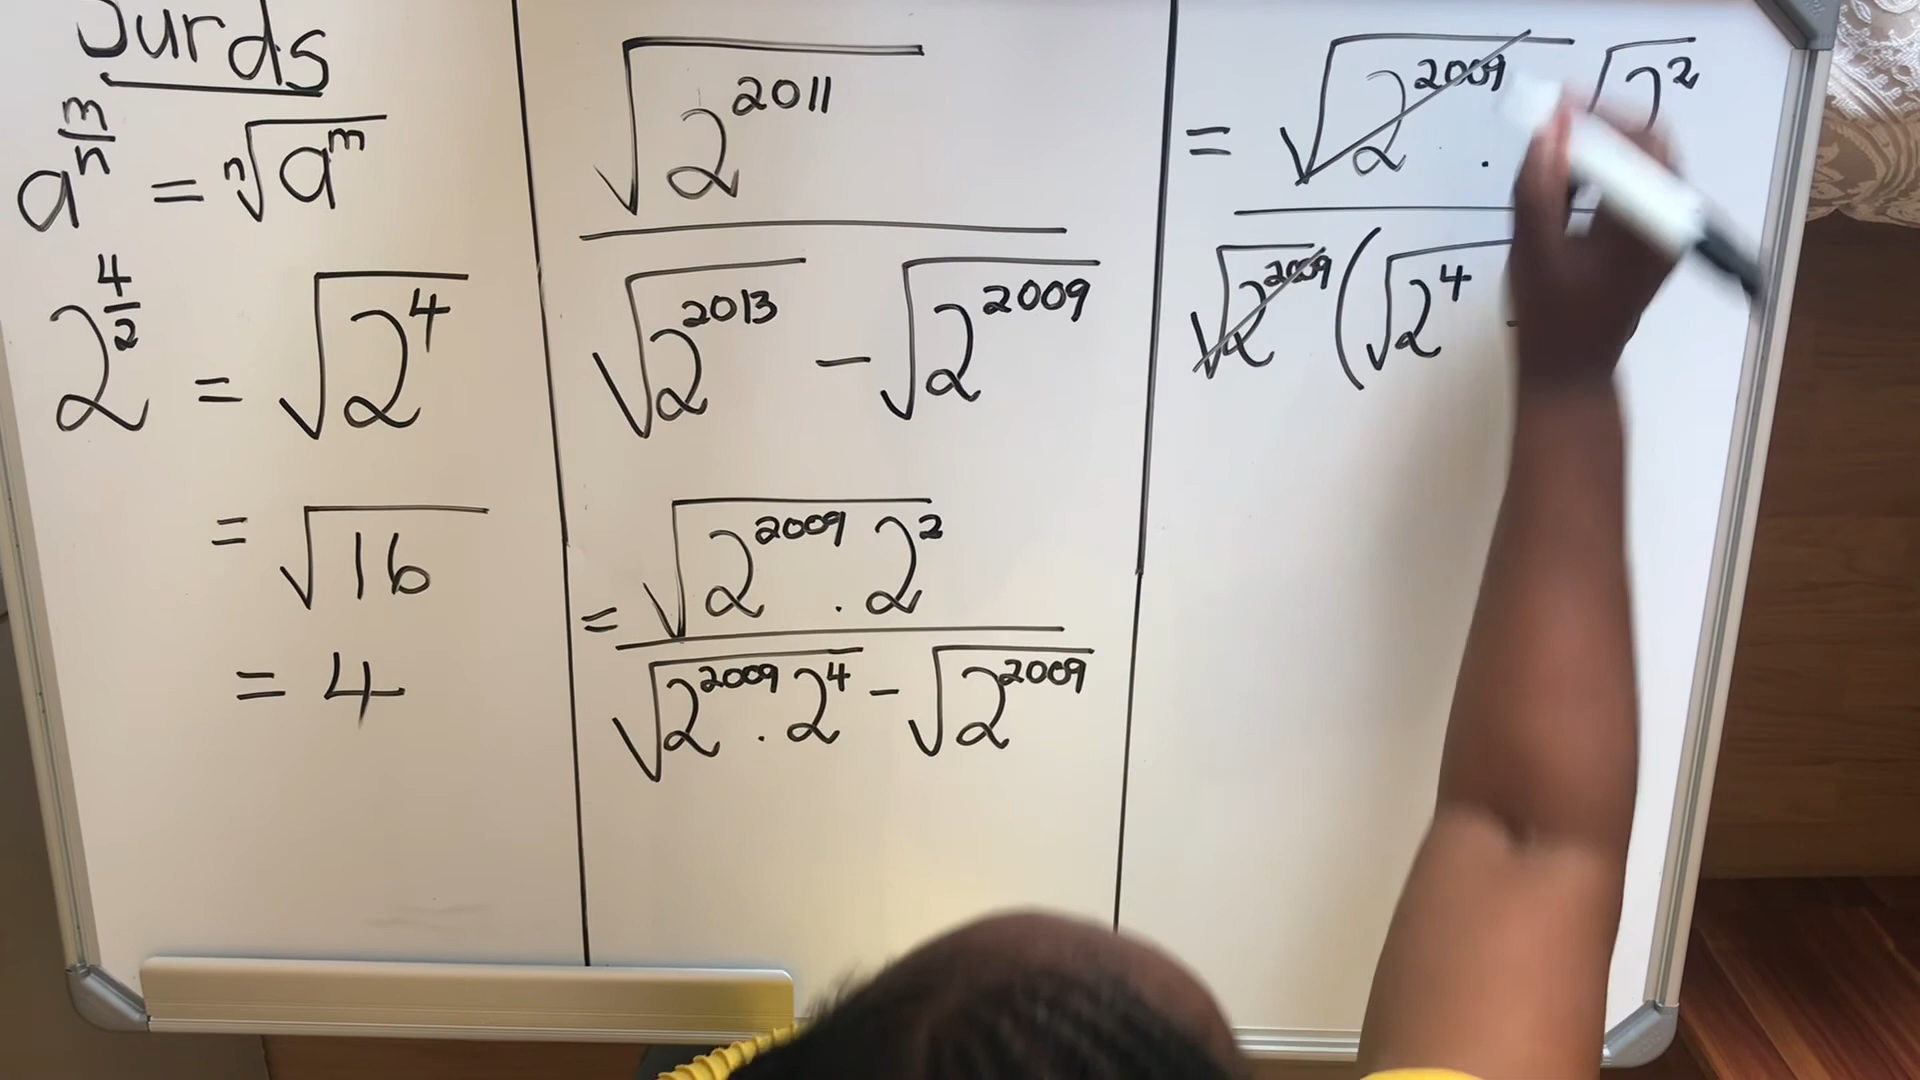 Surds
a^(m/n) = ⁿ√(a^m)
2^(4/2) = √(2^4)
= √16
= 4
√(2^2011)
√(2^2013) - √(2^2009)
= √(2^2009 . 2^2)
√(2^2009 . 2^4) - √(2^2009)
= √(2^2009) . √(2^2)
√(2^2009) (√(2^4) -